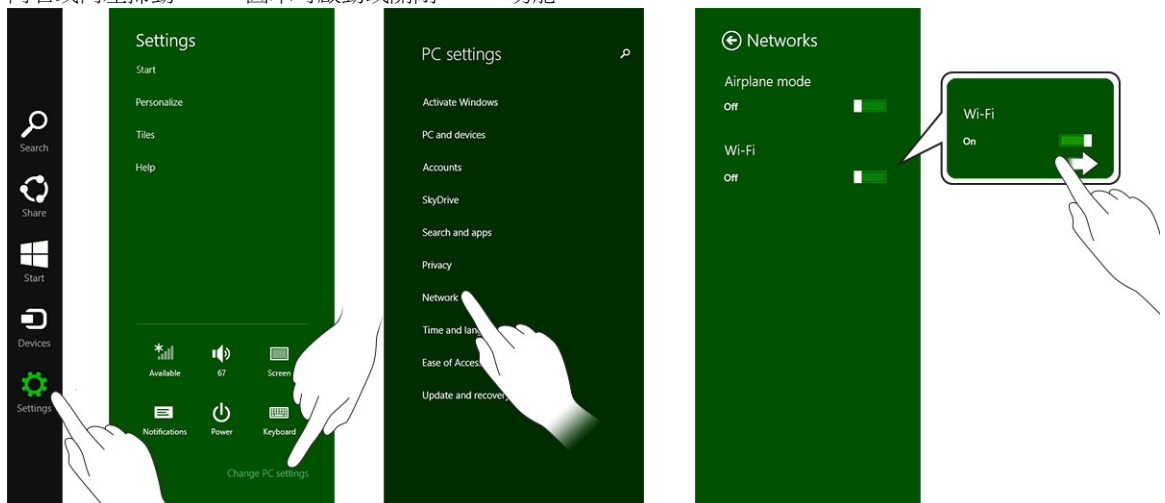 Search
Share
Start
Devices
Settings
Settings
Start
Personalize
Tiles
Help
Available
67
Screen
Notifications
Power
Keyboard
Change PC settings
PC settings
Activate Windows
PC and devices
Accounts
SkyDrive
Search and apps
Privacy
Network
Time and
Ease of
Update and
Networks
Airplane mode
Off
Wi-Fi
Off
Wi-Fi
On